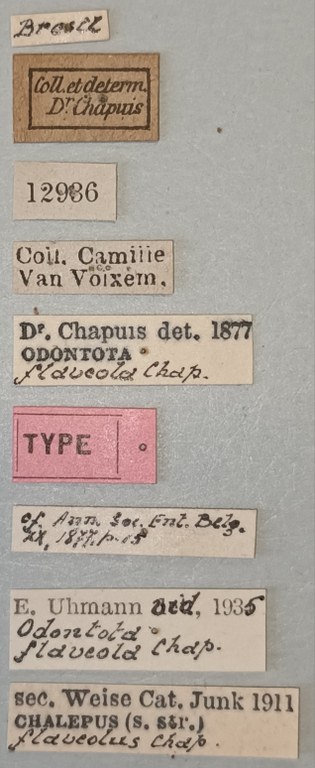 Brésil
Coll. et determ.
Dr Chapuis
12936
Coll. Camille
Van Volxem.
Dr. Chapuis det. 1877
ODONTOTA
flaveola Chap.
TYPE
cf. Ann. Soc. Ent. Belg.
XX, 1877, p.
E. Uhmann det, 1935
Odontota
flaveola Chap.
sec. Weise Cat. Junk 1911
CHALEPUS (s. str.)
flaveolus Chap.